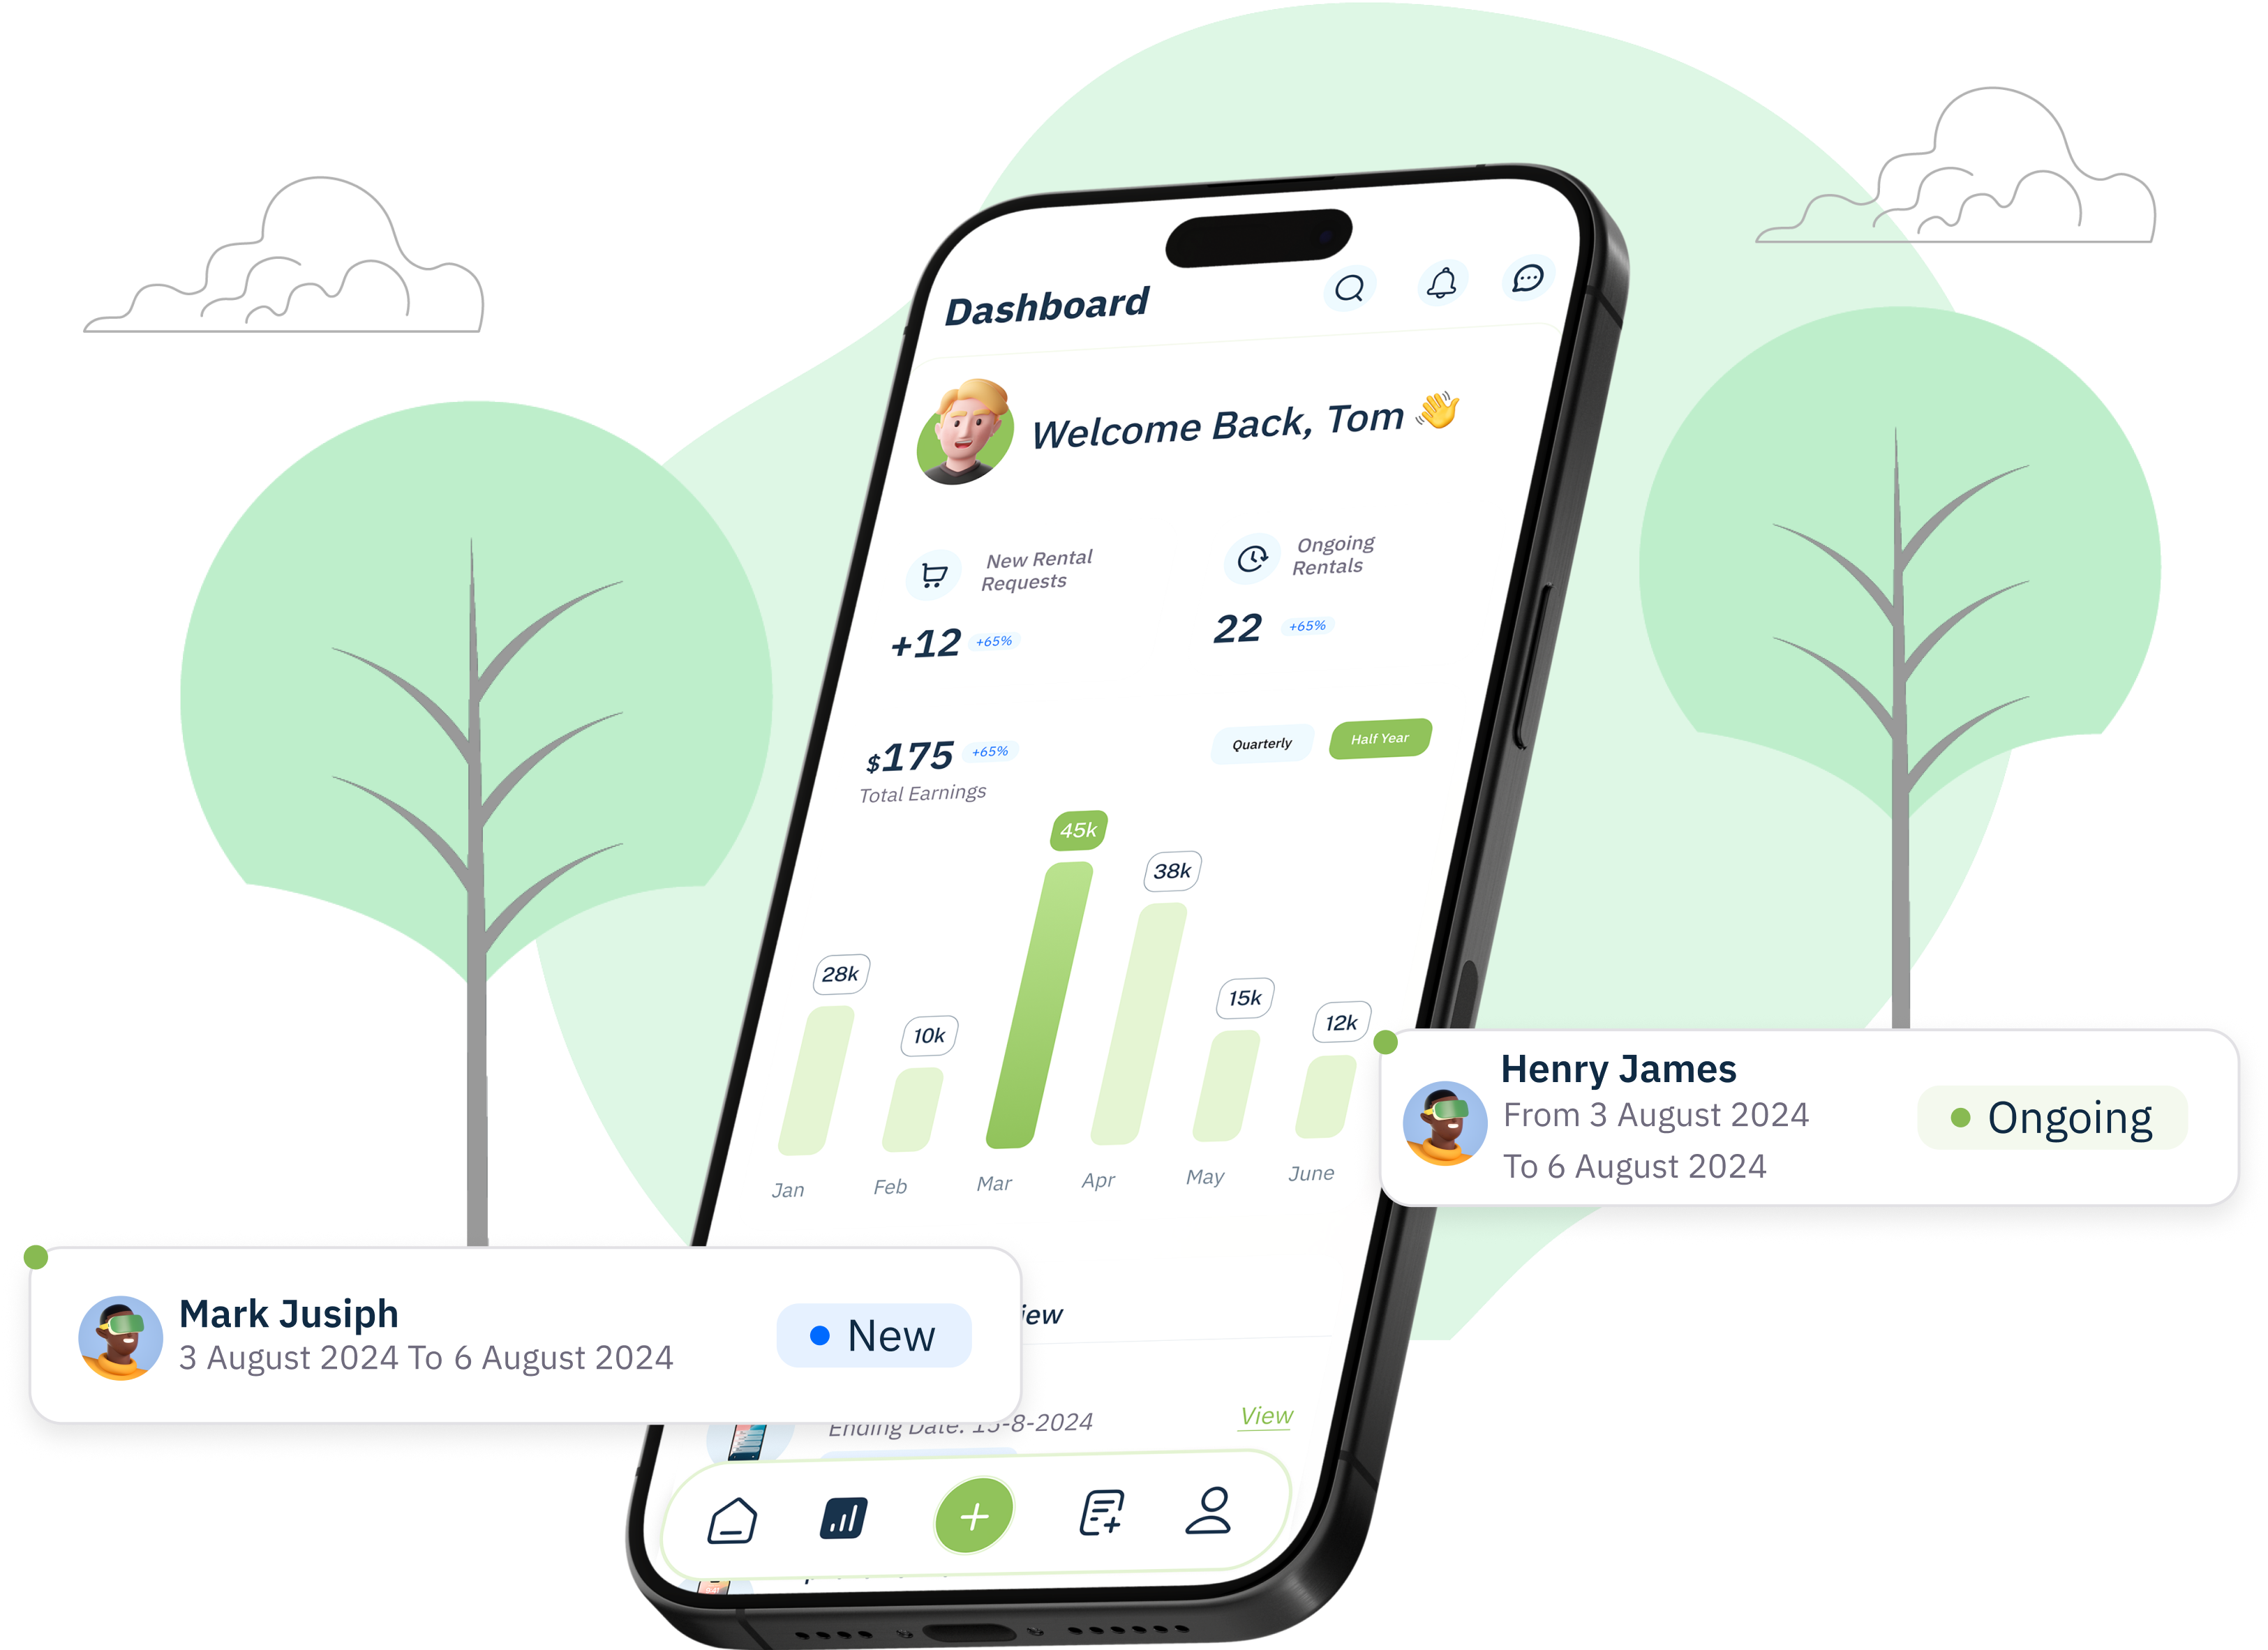 Dashboard
Welcome Back, Tom
New Rental
Requests
Ongoing
Rentals
+12 +65%
22 +65%
$175 +65%
Total Earnings
Quarterly
Half Year
45k
38k
28k
10k
15k
12k
Jan Feb Mar Apr May June
Henry James
From 3 August 2024
To 6 August 2024
Ongoing
Mark Jusiph
3 August 2024 To 6 August 2024
New
Ending Date: 15-8-2024
View